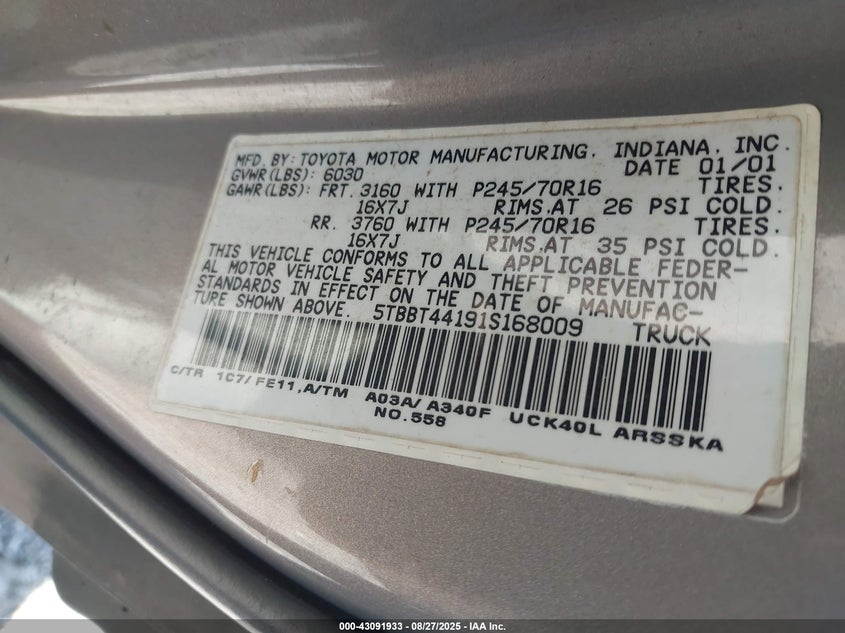 MFD. BY: TOYOTA MOTOR MANUFACTURING, INDIANA, INC.
GVWR(LBS): 6030 DATE 01/01
GAWR(LBS): FRT. 3160 WITH P245/70R16 TIRES.
16X7J RIMS.AT 26 PSI COLD.
RR. 3760 WITH P245/70R16 TIRES.
16X7J RIMS.AT 35 PSI COLD.
THIS VEHICLE CONFORMS TO ALL APPLICABLE FEDER-
AL MOTOR VEHICLE SAFETY AND THEFT PREVENTION
STANDARDS IN EFFECT ON THE DATE OF MANUFAC-
TURE SHOWN ABOVE. 5TBBT44191S168009 TRUCK
C/TR 1C7/FE11,A/TM A03A/A340F UCK40L ARSSKA
NO.558
000-43091933 - 08/27/2025 - IAA Inc.